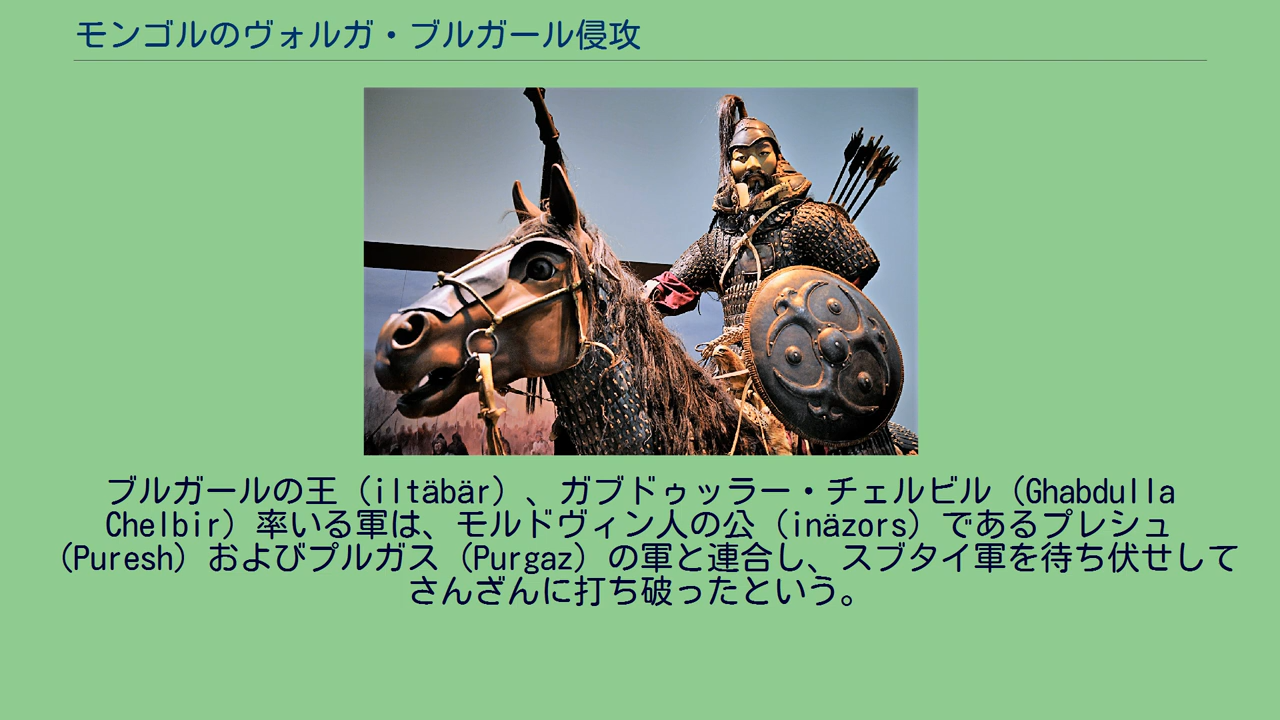 モンゴルのヴォルガ・ブルガール侵攻
ブルガールの王（iltäbär）、ガブドゥッラー・チェルビル（Ghabdulla
Chelbir）率いる軍は、モルドヴィン人の公（inäzors）であるプレシュ
（Puresh）およびプルガス（Purgaz）の軍と連合し、スブタイ軍を待ち伏せして
さんざんに打ち破ったという。